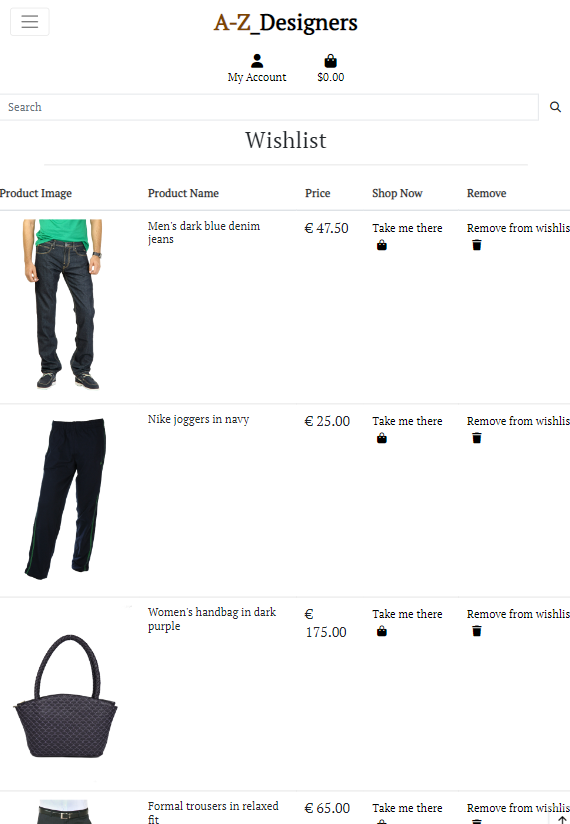 A-Z_Designers
My Account
$0.00
Search
Wishlist
Product Image Product Name Price Shop Now Remove
Men's dark blue denim
jeans
€ 47.50
Take me there
Remove from wishlis
Nike joggers in navy
€ 25.00
Take me there
Remove from wishlis
Women's handbag in dark
purple
€
175.00
Take me there
Remove from wishlis
Formal trousers in relaxed
fit
€ 65.00
Take me there
Remove from wishlis